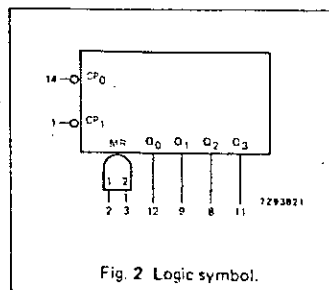 14 CP0
1 CP1
MR Q0 Q1 Q2 Q3
1 2
2 3 12 9 8 11
7293821
Fig. 2 Logic symbol.